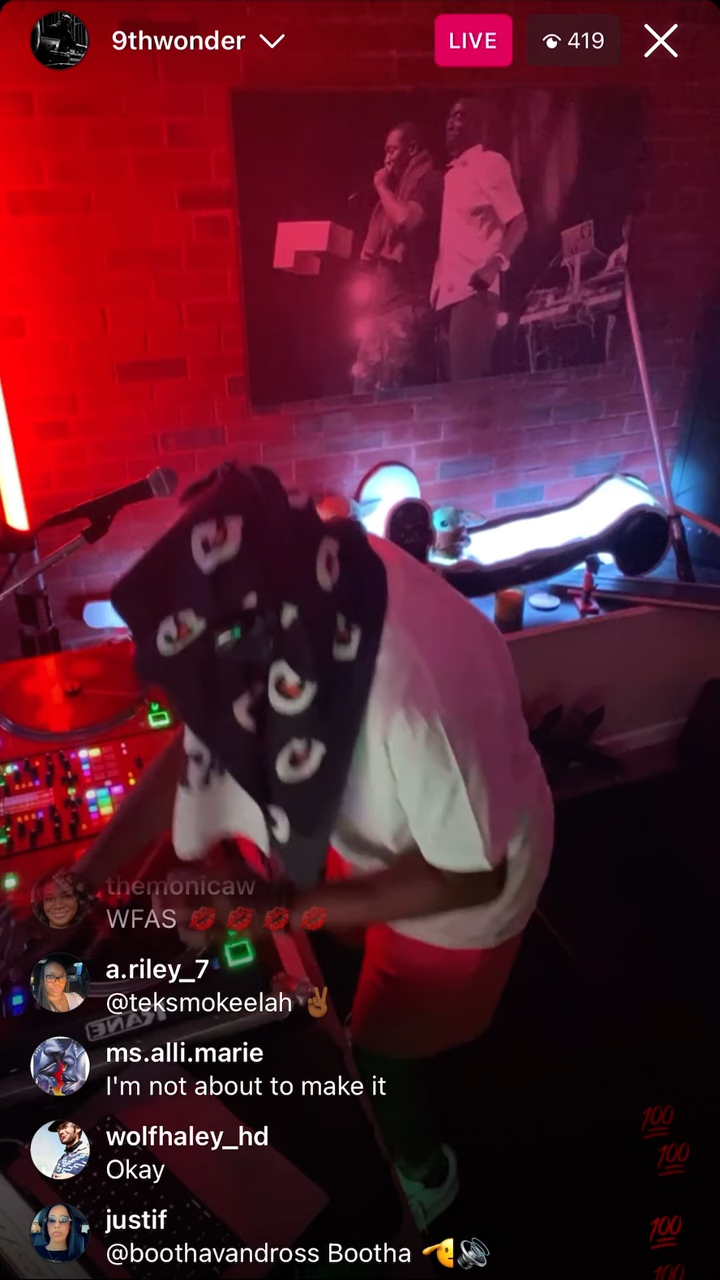 9thwonder
LIVE
419
themonicaw
WFAS 💋 💋 💋 💋
a.riley_7
@teksmokeelah ✌🏾
RANE
ms.alli.marie
I'm not about to make it
wolfhaley_hd
Okay
justif
@boothavandross Bootha 🫡🔊
💯
💯
💯
💯